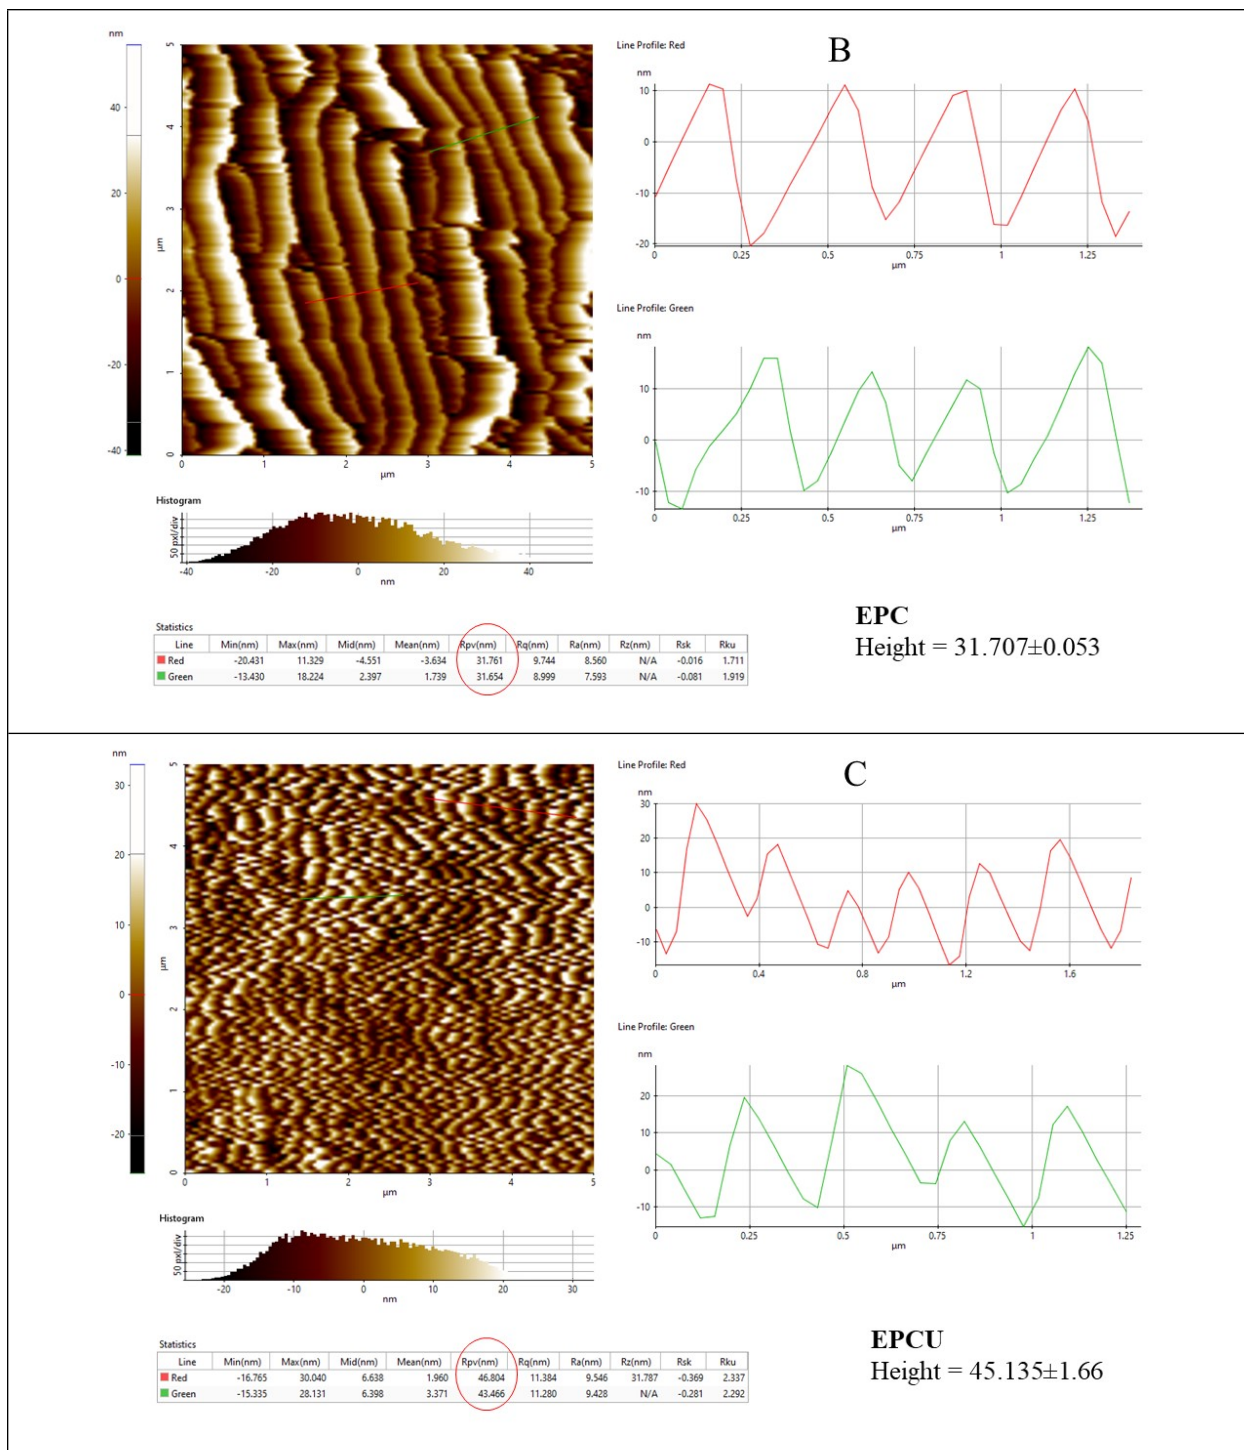 B
nm
40
20
0
-20
-40
5
4
3
2
1
0
µm
0 1 2 3 4 5
µm
Line Profile: Red
nm
10
0
-10
-20
0 0.25 0.5 0.75 1 1.25
µm
Line Profile: Green
nm
10
0
-10
0 0.25 0.5 0.75 1 1.25
µm
Histogram
50 pxl/div
-40 -20 0 20 40
nm
Statistics
Line Min(nm) Max(nm) Mid(nm) Mean(nm) Rpv(nm) Rq(nm) Ra(nm) Rz(nm) Rsk Rku
Red -20.431 11.329 -4.551 -3.634 31.761 9.744 8.560 N/A -0.016 1.711
Green -13.430 18.224 2.397 1.739 31.654 8.999 7.593 N/A -0.081 1.919
EPC
Height = 31.707±0.053
C
nm
30
20
10
0
-10
-20
5
4
3
2
1
0
µm
0 1 2 3 4 5
µm
Line Profile: Red
nm
30
20
10
0
-10
0 0.4 0.8 1.2 1.6
µm
Line Profile: Green
nm
20
10
0
-10
0 0.25 0.5 0.75 1 1.25
µm
Histogram
50 pxl/div
-20 -10 0 10 20 30
nm
Statistics
Line Min(nm) Max(nm) Mid(nm) Mean(nm) Rpv(nm) Rq(nm) Ra(nm) Rz(nm) Rsk Rku
Red -16.765 30.040 6.638 1.960 46.804 11.384 9.546 31.787 -0.369 2.337
Green -15.335 28.131 6.398 3.371 43.466 11.280 9.428 N/A -0.281 2.292
EPCU
Height = 45.135±1.66